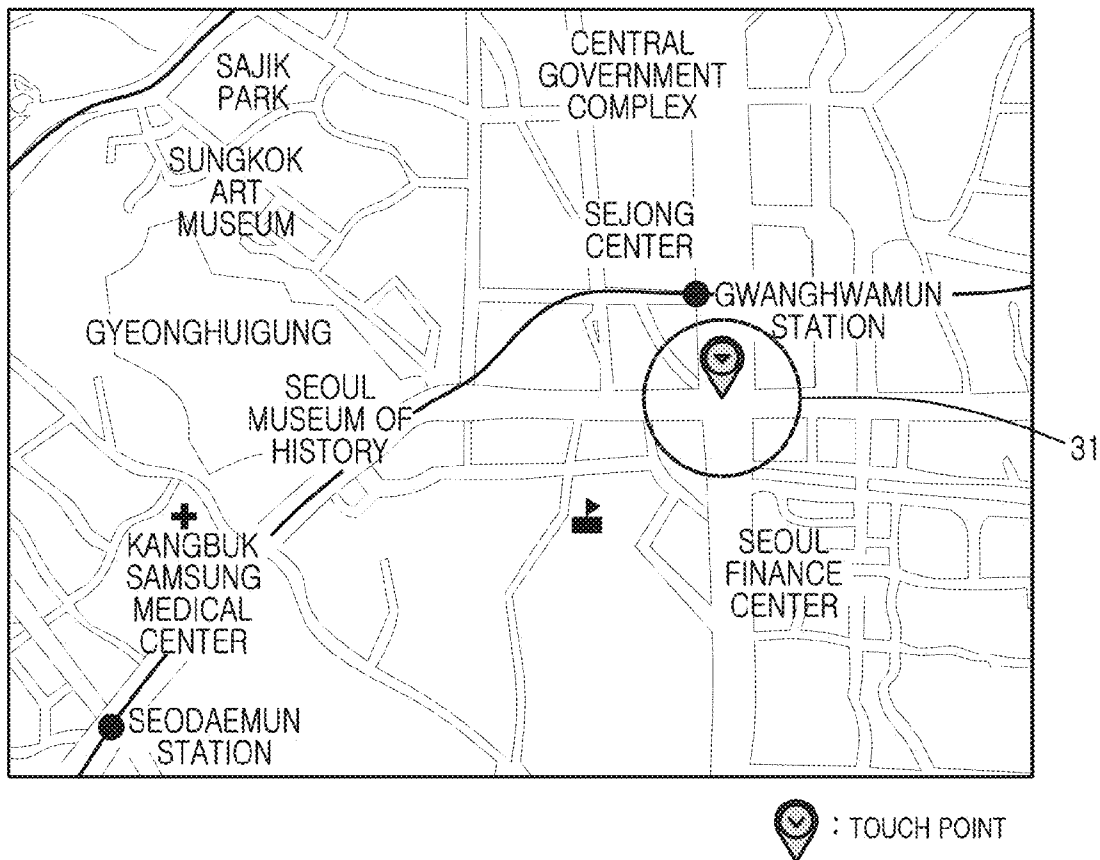 SAJIK
PARK
CENTRAL
GOVERNMENT
COMPLEX
SUNGKOK
ART
MUSEUM
SEJONG
CENTER
GWANGHWAMUN
STATION
GYEONGHUIGUNG
SEOUL
MUSEUM OF
HISTORY
31
KANGBUK
SAMSUNG
MEDICAL
CENTER
SEOUL
FINANCE
CENTER
SEODAEMUN
STATION
: TOUCH POINT